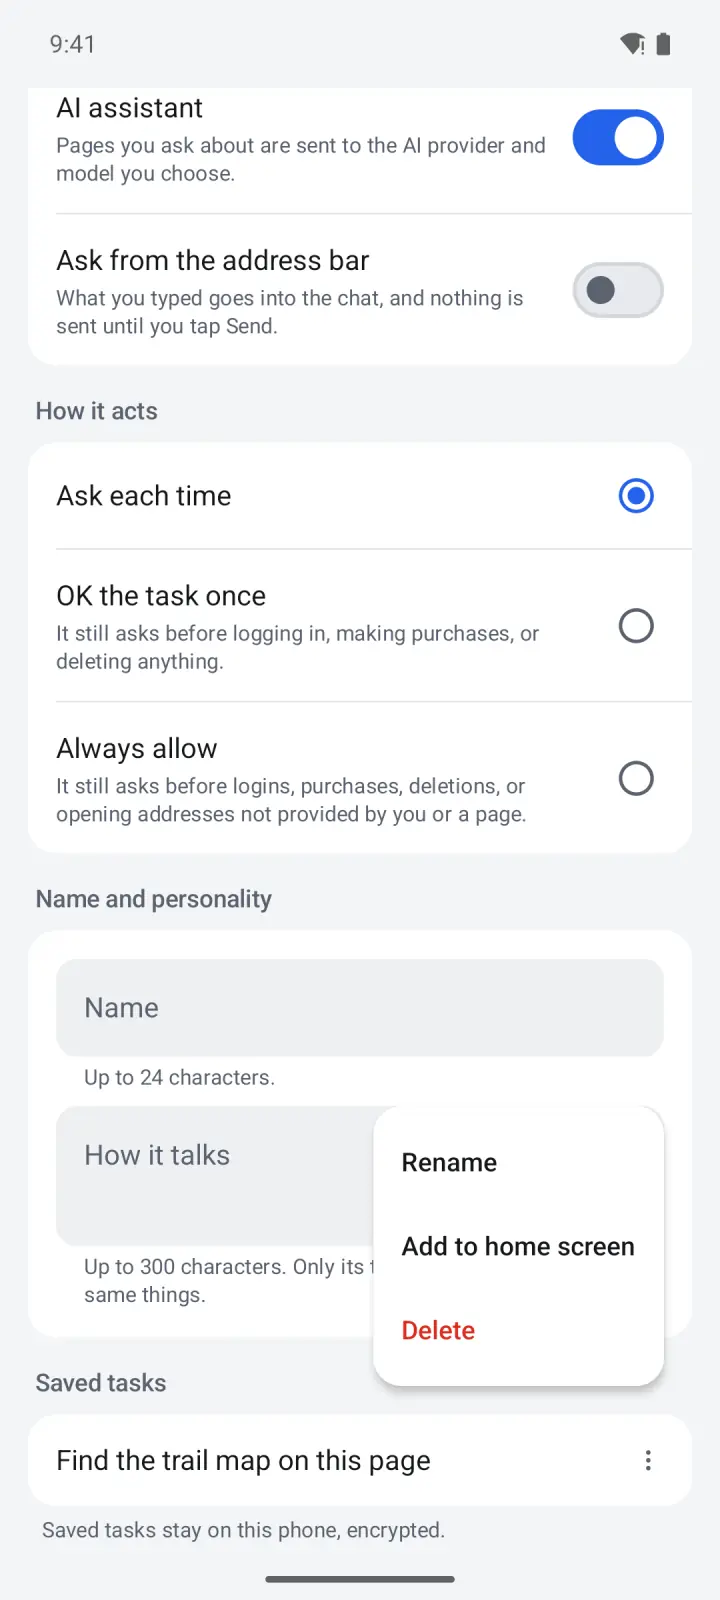 9:41
AI assistant
Pages you ask about are sent to the AI provider and
model you choose.
Ask from the address bar
What you typed goes into the chat, and nothing is
sent until you tap Send.
How it acts
Ask each time
OK the task once
It still asks before logging in, making purchases, or
deleting anything.
Always allow
It still asks before logins, purchases, deletions, or
opening addresses not provided by you or a page.
Name and personality
Name
Up to 24 characters.
How it talks
Up to 300 characters. Only its
same things.
Rename
Add to home screen
Delete
Saved tasks
Find the trail map on this page
Saved tasks stay on this phone, encrypted.